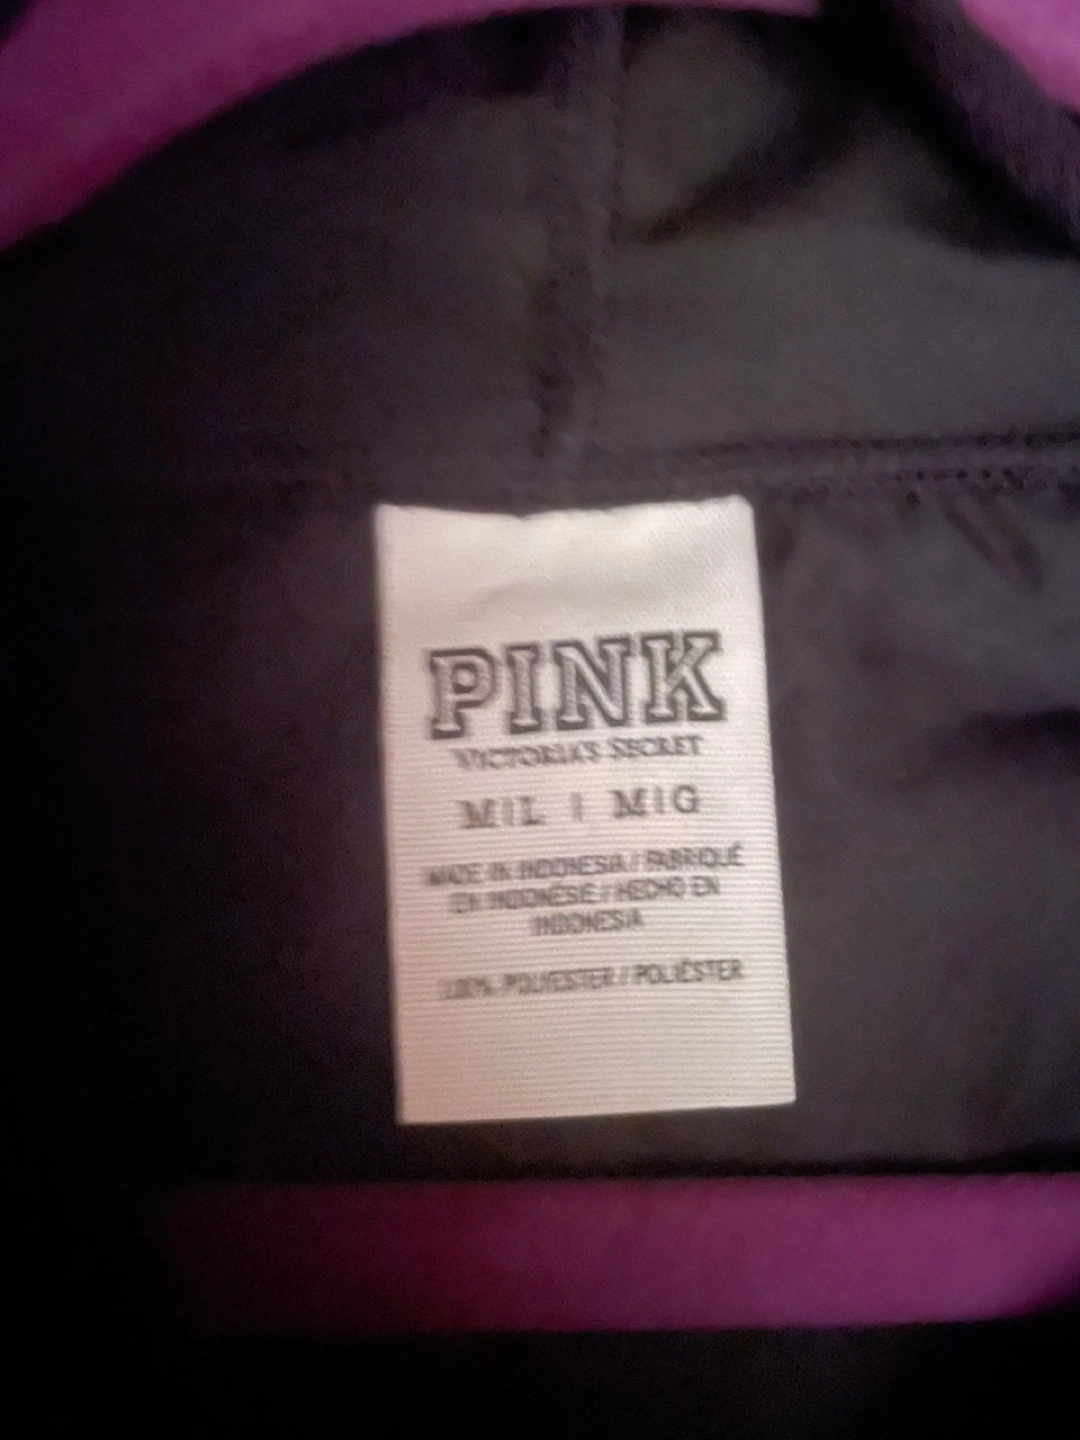 PINK
VICTORIA'S SECRET
M|L | M|G
MADE IN INDONESIA / FABRIQUÉ
EN INDONÉSIE / HECHO EN
INDONESIA
100% POLYESTER / POLIÉSTER